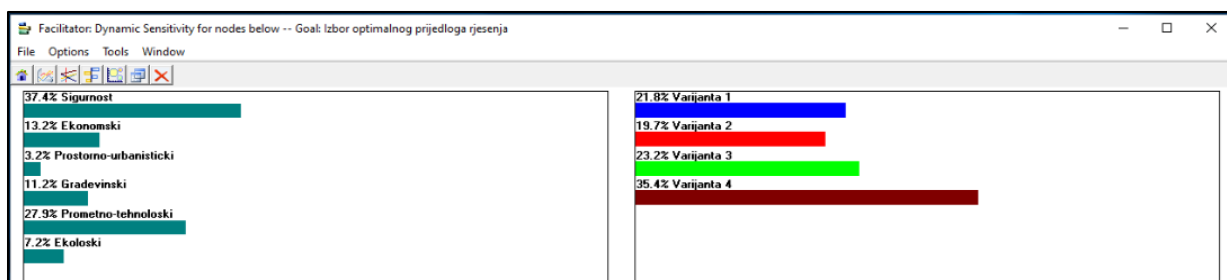 Facilitator: Dynamic Sensitivity for nodes below -- Goal: Izbor optimalnog prijedloga rjesenja
File Options Tools Window
37.4% Sigurnost
13.2% Ekonomski
3.2% Prostorno-urbanisticki
11.2% Gradevinski
27.9% Prometno-tehnoloski
7.2% Ekoloski
21.8% Varijanta 1
19.7% Varijanta 2
23.2% Varijanta 3
35.4% Varijanta 4